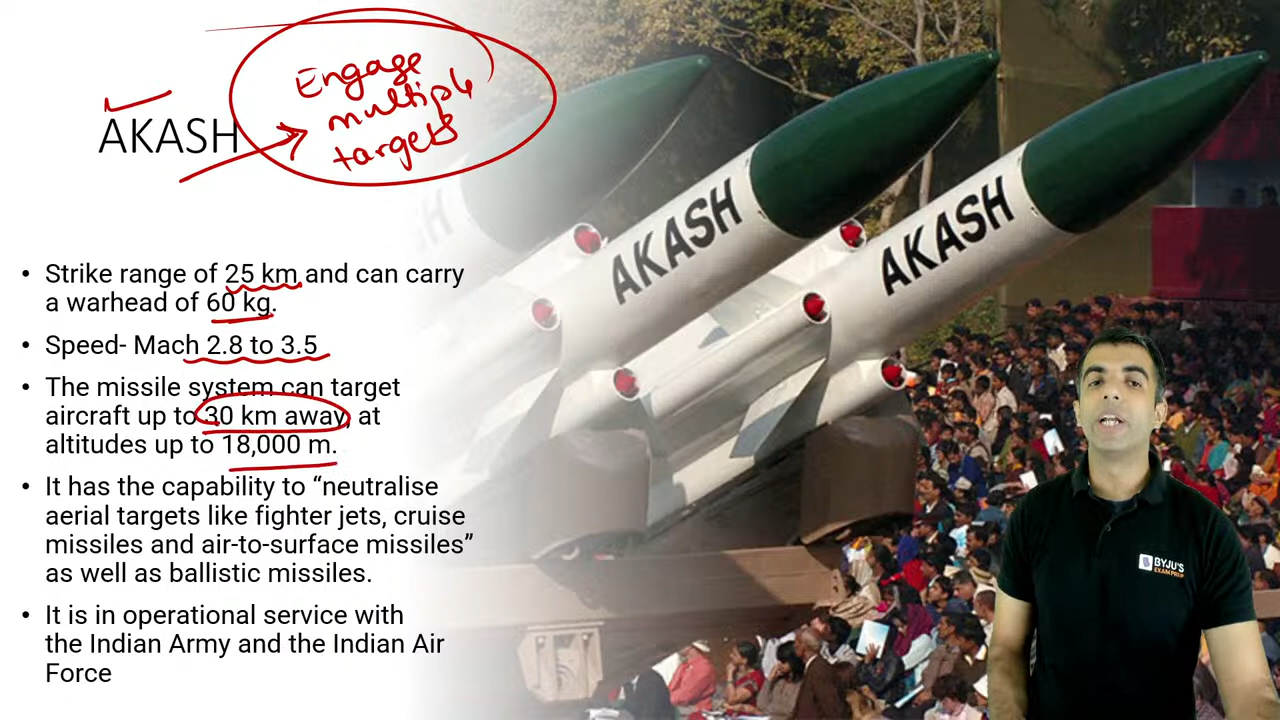 Engage
multiple
targets
AKASH
• Strike range of 25 km and can carry
a warhead of 60 kg.
• Speed- Mach 2.8 to 3.5
• The missile system can target
aircraft up to 30 km away, at
altitudes up to 18,000 m.
• It has the capability to “neutralise
aerial targets like fighter jets, cruise
missiles and air-to-surface missiles”
as well as ballistic missiles.
• It is in operational service with
the Indian Army and the Indian Air
Force
SH
AKASH
AKASH
BYJU'S
EXAM PREP